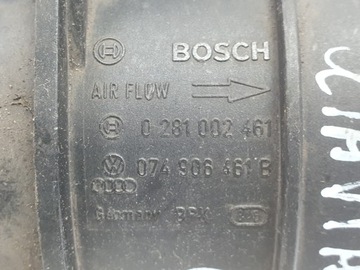 BOSCH
AIR FLOW
0 281 002 461
074 906 461 B
Germany